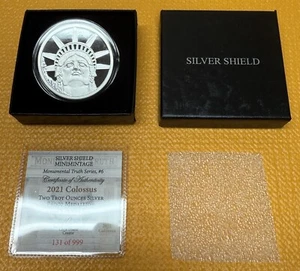 SILVER SHIELD
SILVER SHIELD
MINIMINTAGE
Monumental Truth Series, #6
Certificate of Authenticity
2021 Colossus
TWO TROY OUNCES SILVER
133 of 999